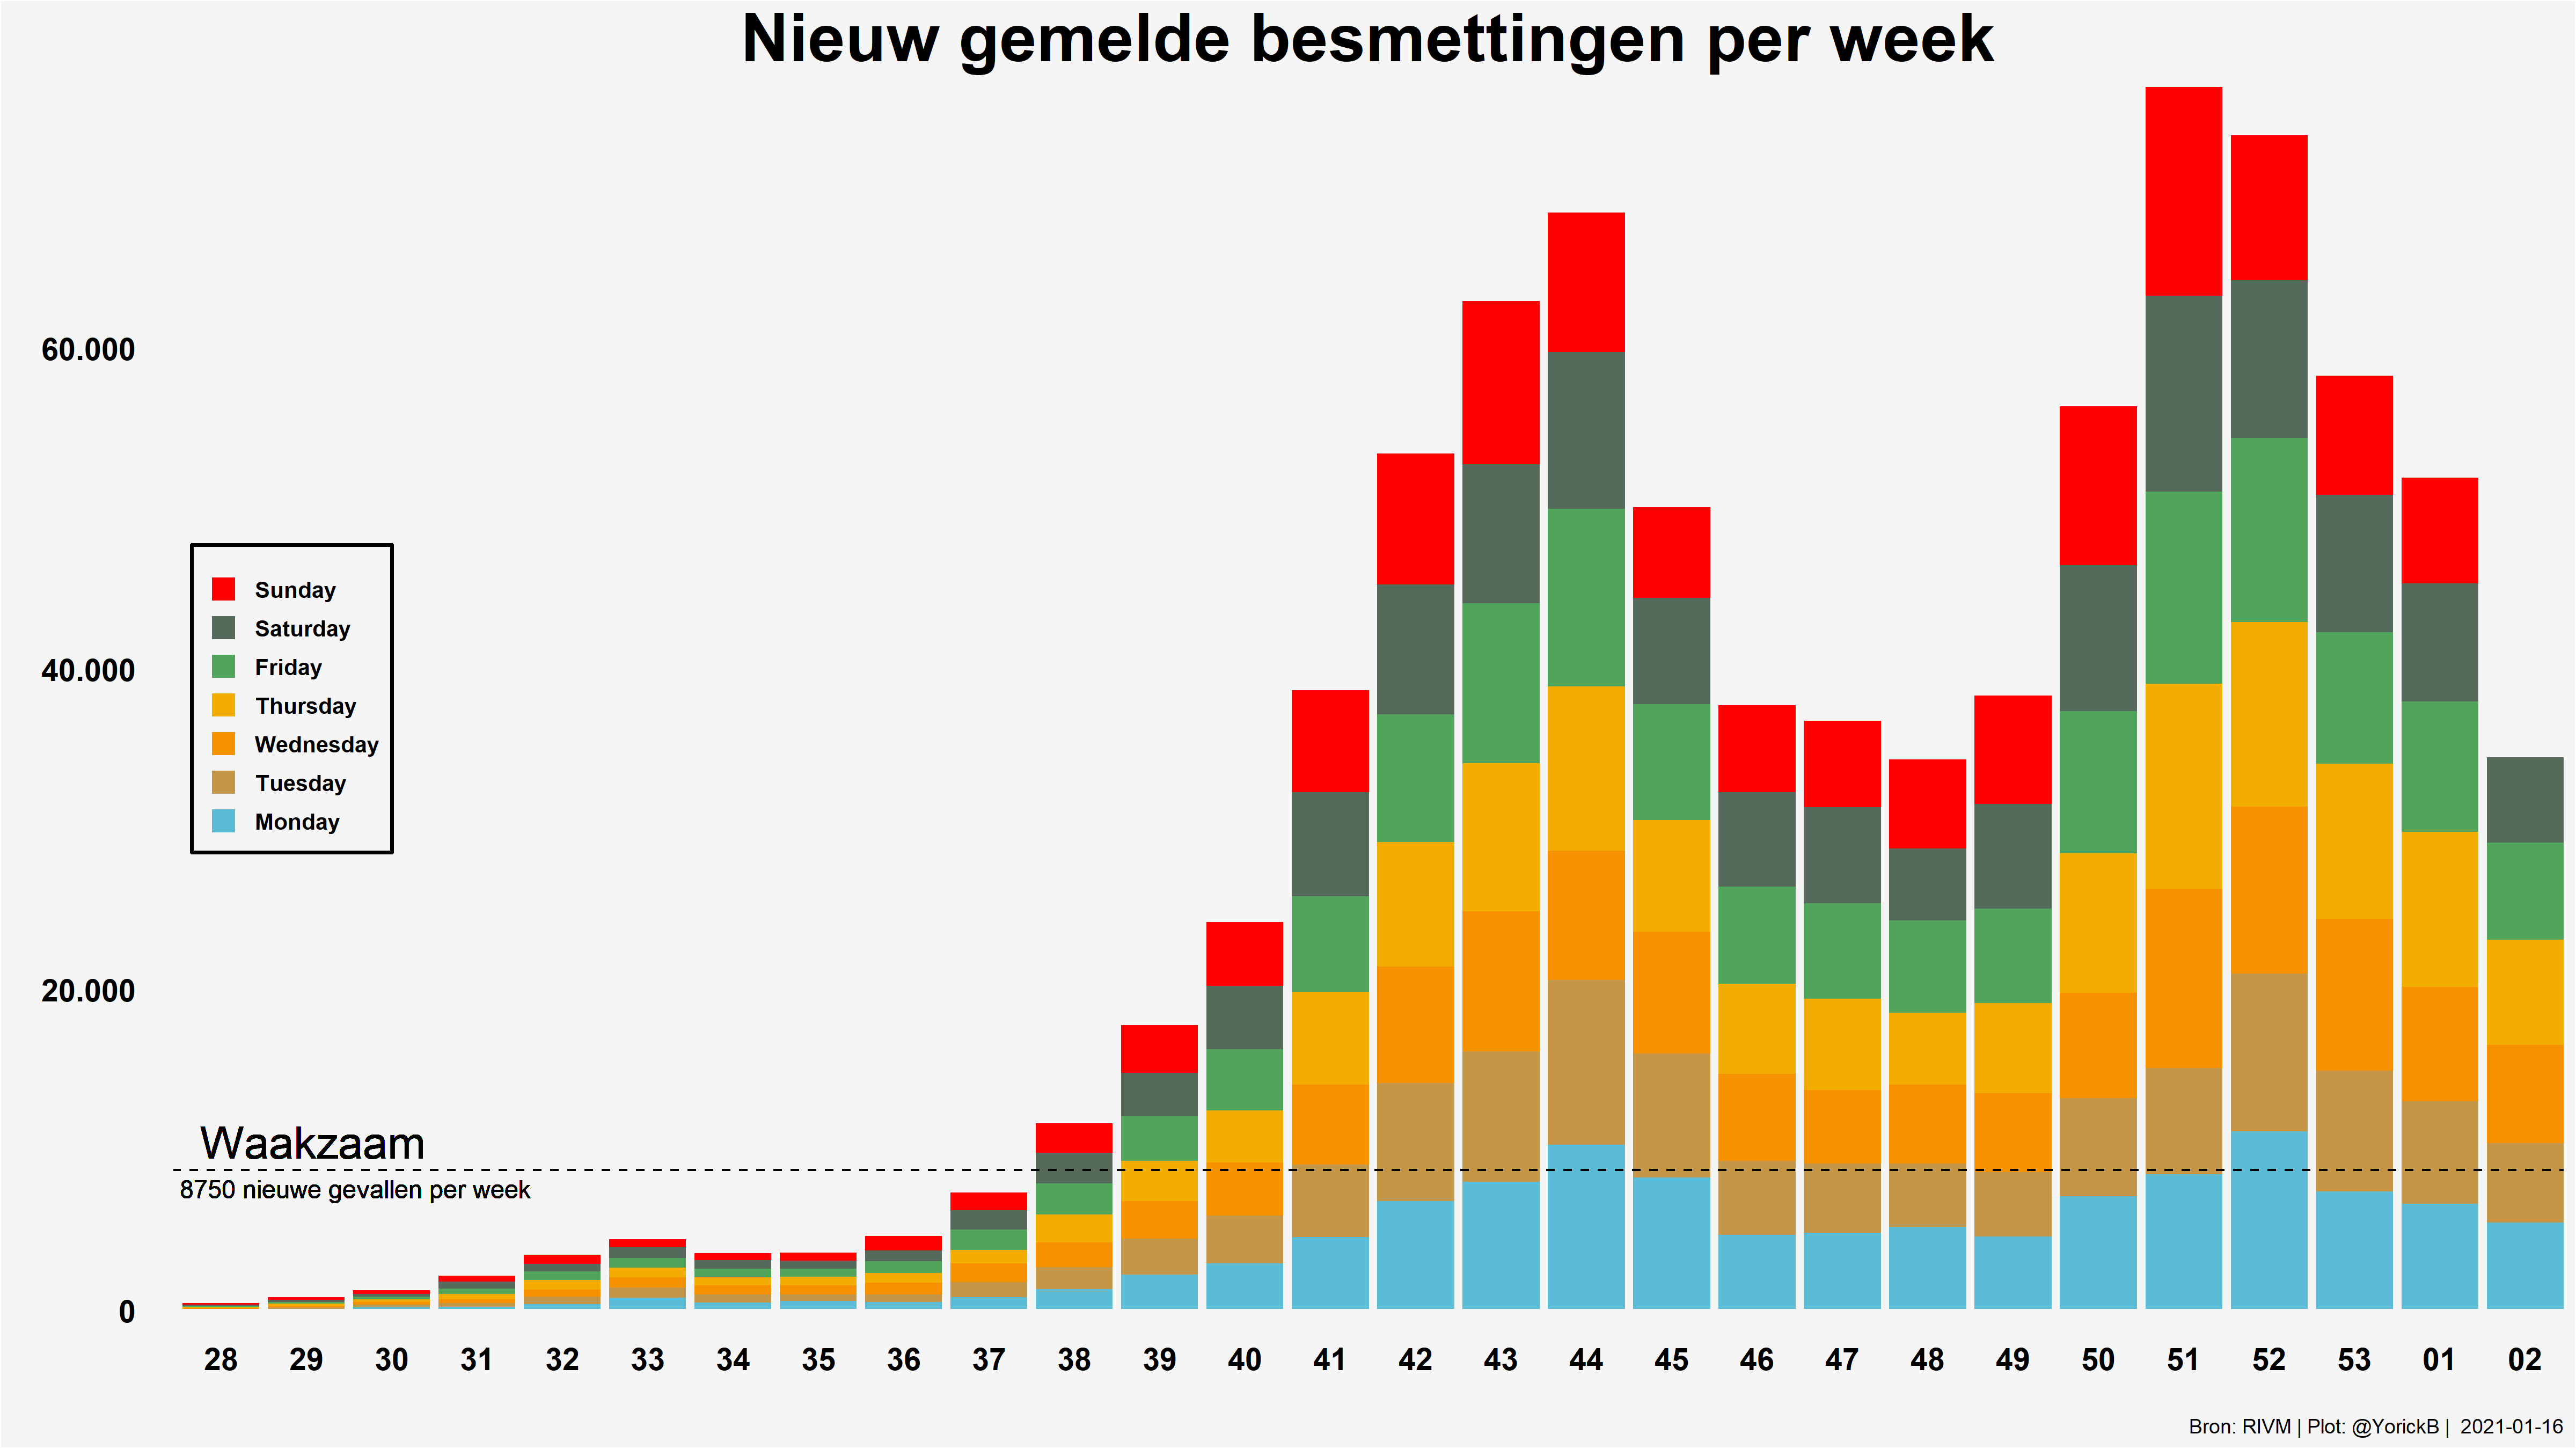 Nieuw gemelde besmettingen per week
60.000
40.000
20.000
0
Sunday
Saturday
Friday
Thursday
Wednesday
Tuesday
Monday
Waakzaam
8750 nieuwe gevallen per week
28 29 30 31 32 33 34 35 36 37 38 39 40 41 42 43 44 45 46 47 48 49 50 51 52 53 01 02
Bron: RIVM | Plot: @YorickB | 2021-01-16